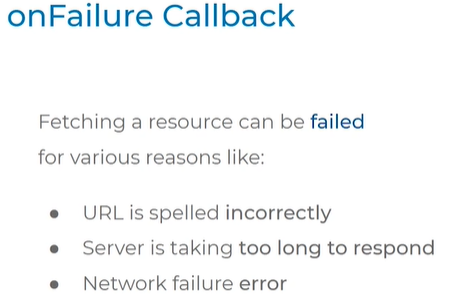 onFailure Callback
Fetching a resource can be failed
for various reasons like:
● URL is spelled incorrectly
● Server is taking too long to respond
● Network failure error